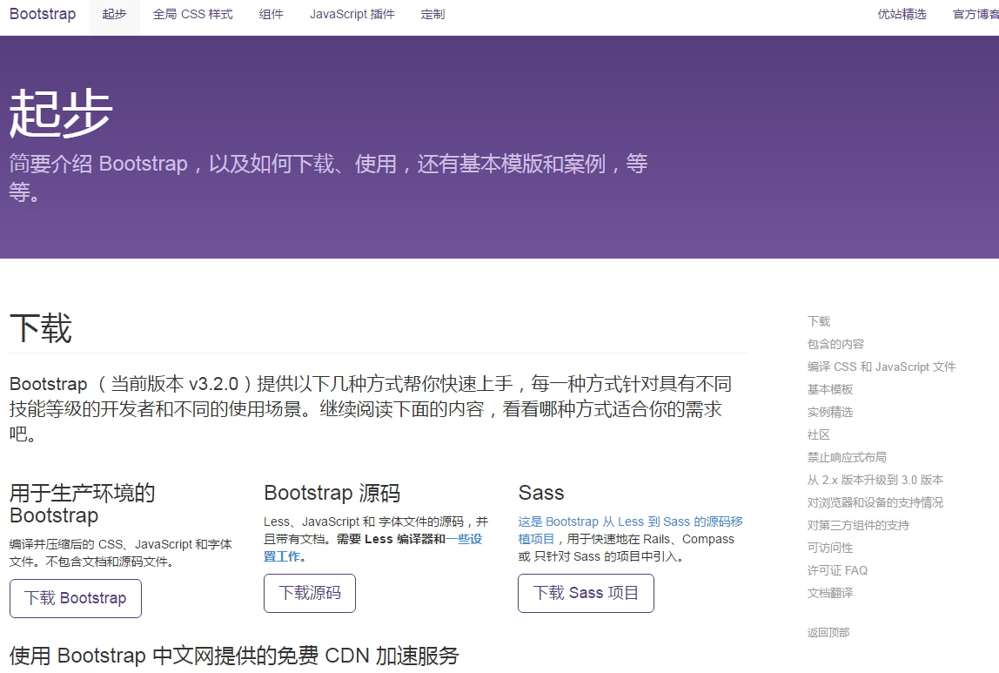 Bootstrap 起步 全局 CSS 样式 组件 JavaScript 插件 定制 优站精选 官方博客
起步
简要介绍 Bootstrap，以及如何下载、使用，还有基本模版和案例，等
等。
下载
Bootstrap （当前版本 v3.2.0）提供以下几种方式帮你快速上手，每一种方式针对具有不同
技能等级的开发者和不同的使用场景。继续阅读下面的内容，看看哪种方式适合你的需求
吧。
用于生产环境的
Bootstrap
编译并压缩后的 CSS、JavaScript 和字体
文件。不包含文档和源码文件。
下载 Bootstrap
Bootstrap 源码
Less、JavaScript 和 字体文件的源码，并
且带有文档。需要 Less 编译器和一些设
置工作。
下载源码
Sass
这是 Bootstrap 从 Less 到 Sass 的源码移
植项目，用于快速地在 Rails、Compass
或 只针对 Sass 的项目中引入。
下载 Sass 项目
使用 Bootstrap 中文网提供的免费 CDN 加速服务
下载
包含的内容
编译 CSS 和 JavaScript 文件
基本模板
实例精选
社区
禁止响应式布局
从 2.x 版本升级到 3.0 版本
对浏览器和设备的支持情况
对第三方组件的支持
可访问性
许可证 FAQ
文档翻译
返回顶部